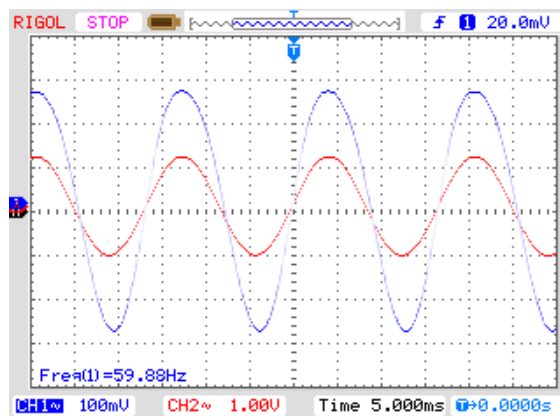 RIGOL STOP T 1 20.0mV
T
1
Freq(1)=59.88Hz
CH1~ 100mV CH2~ 1.00V Time 5.000ms T→0.0000s